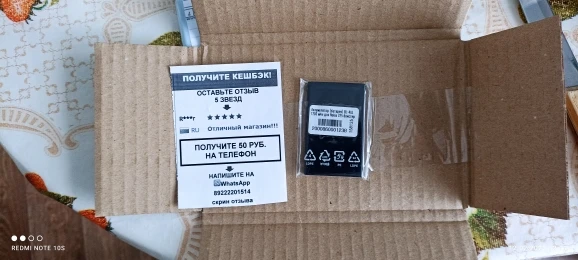 ПОЛУЧИТЕ КЕШБЭК!
ОСТАВЬТЕ ОТЗЫВ
5 ЗВЕЗД
R***r ★★★★★
RU Отличный магазин!!!
ПОЛУЧИТЕ 50 РУБ.
НА ТЕЛЕФОН
НАПИШИТЕ НА
WhatsApp
89222201514
скрин отзыва
2000000501208
REDMI NOTE 10S